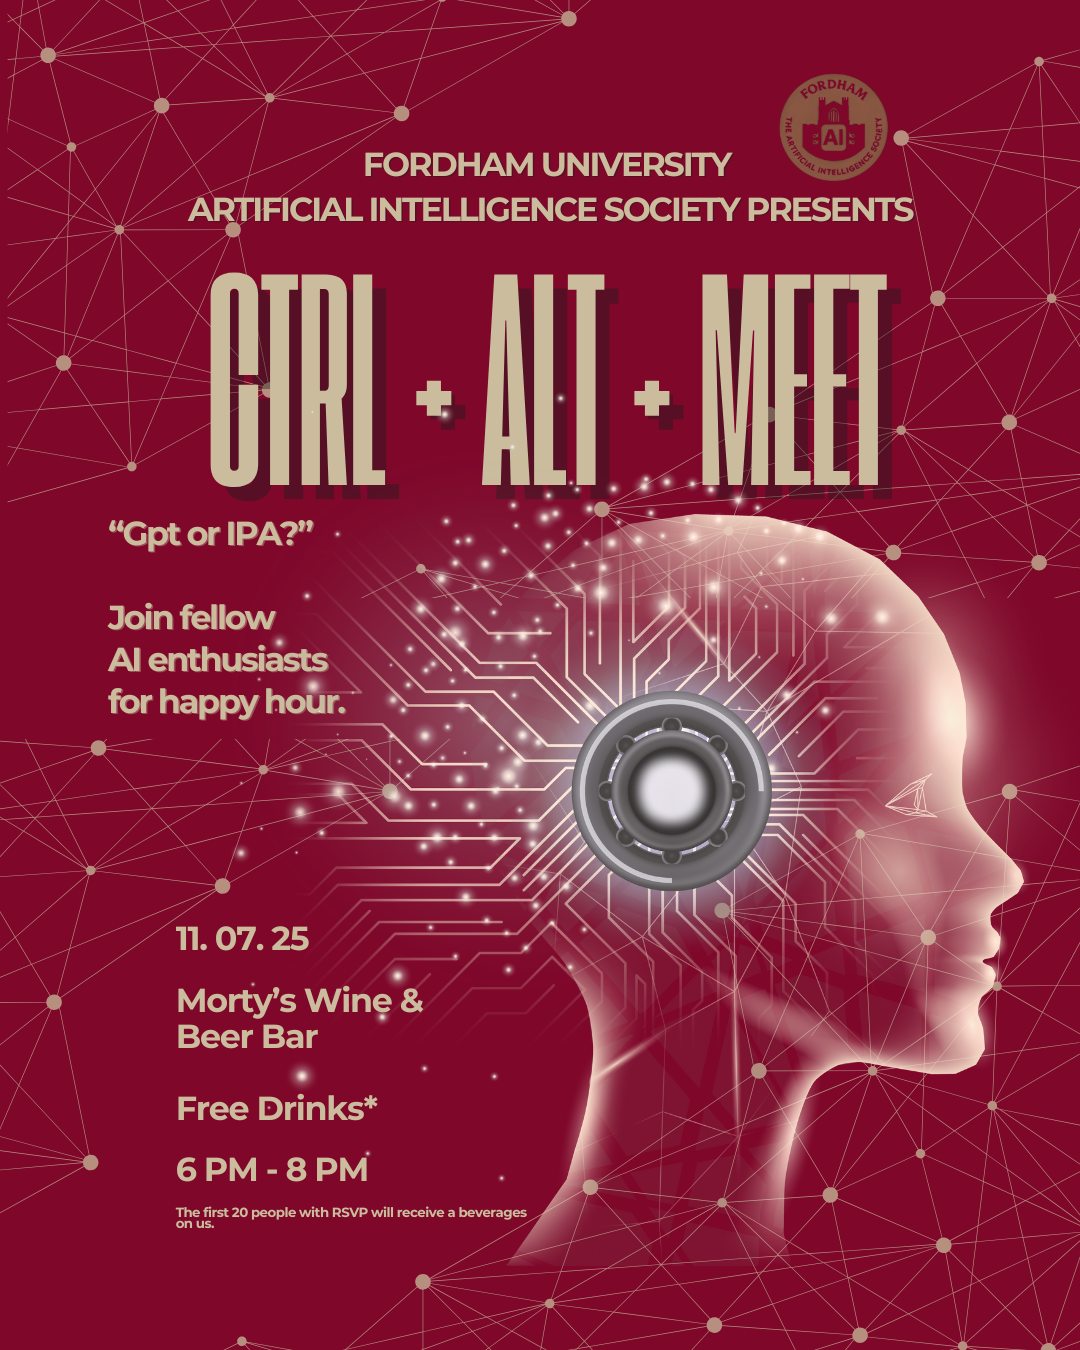 FORDHAM
THE ARTIFICIAL INTELLIGENCE SOCIETY
AI
FORDHAM UNIVERSITY
ARTIFICIAL INTELLIGENCE SOCIETY PRESENTS
CTRL + ALT + MEET
“Gpt or IPA?”
Join fellow
AI enthusiasts
for happy hour.
11. 07. 25
Morty’s Wine &
Beer Bar
Free Drinks*
6 PM - 8 PM
The first 20 people with RSVP will receive a beverages
on us.